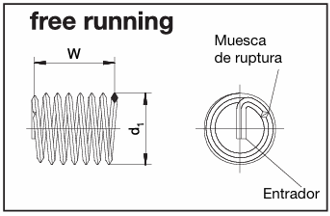 free running
W
d1
Muesca
de ruptura
Entrador